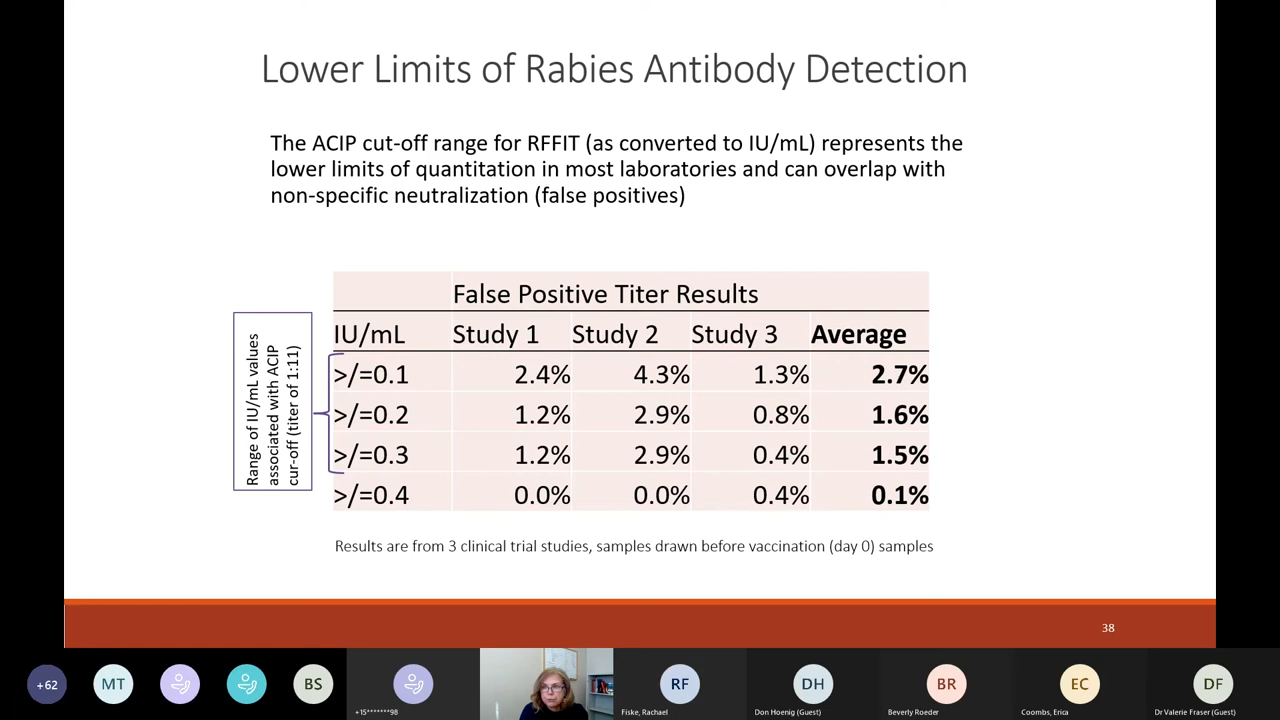 Lower Limits of Rabies Antibody Detection
The ACIP cut-off range for RFFIT (as converted to IU/mL) represents the
lower limits of quantitation in most laboratories and can overlap with
non-specific neutralization (false positives)
False Positive Titer Results
IU/mL Study 1 Study 2 Study 3 Average
>/=0.1 2.4% 4.3% 1.3% 2.7%
>/=0.2 1.2% 2.9% 0.8% 1.6%
>/=0.3 1.2% 2.9% 0.4% 1.5%
>/=0.4 0.0% 0.0% 0.4% 0.1%
Range of IU/mL values
associated with ACIP
cur-off (titer of 1:11)
Results are from 3 clinical trial studies, samples drawn before vaccination (day 0) samples
38
+62 MT BS RF DH BR EC DF
+15*******98 Fiske, Rachael Don Hoenig (Guest) Beverly Roeder Coombs, Erica Dr Valerie Fraser (Guest)